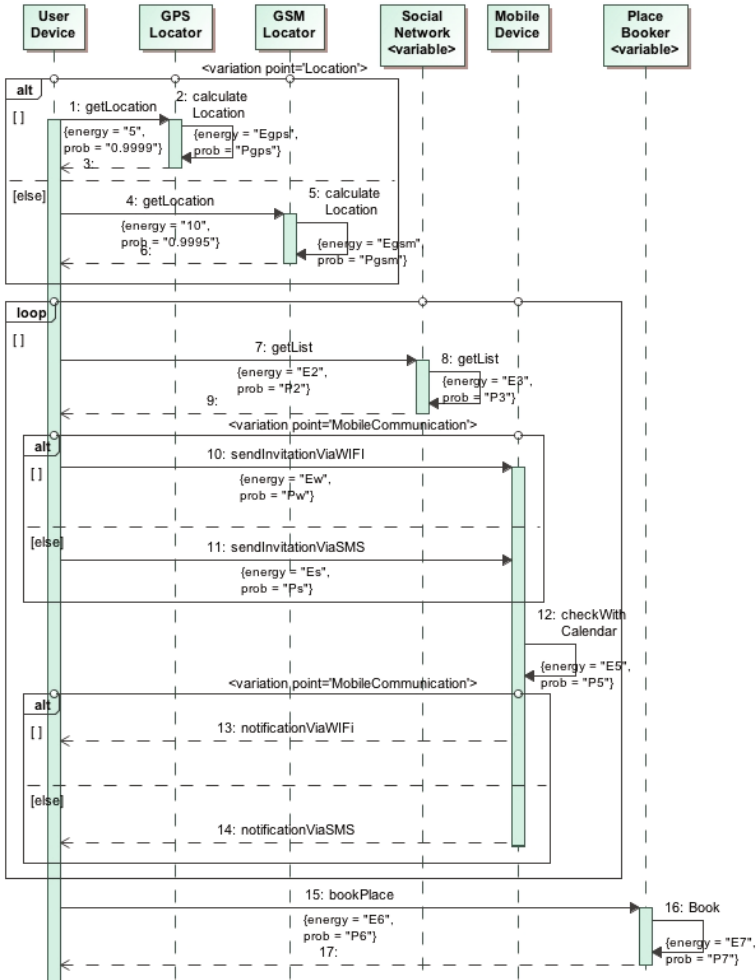 User
Device
GPS
Locator
GSM
Locator
Social
Network
<variable>
Mobile
Device
Place
Booker
<variable>
<variation point='Location'>
alt
[ ]
1: getLocation
{energy = "5",
prob = "0.9999"}
2: calculate
Location
{energy = "Egps",
prob = "Pgps"}
3:
[else]
4: getLocation
{energy = "10",
prob = "0.9995"}
5: calculate
Location
{energy = "Egsm",
prob = "Pgsm"}
6:
loop
[ ]
7: getList
{energy = "E2",
prob = "P2"}
8: getList
{energy = "E3",
prob = "P3"}
9:
<variation point='MobileCommunication'>
alt
[ ]
10: sendInvitationViaWIFI
{energy = "Ew",
prob = "Pw"}
[else]
11: sendInvitationViaSMS
{energy = "Es",
prob = "Ps"}
12: checkWith
Calendar
{energy = "E5",
prob = "P5"}
<variation point='MobileCommunication'>
alt
[ ]
13: notificationViaWIFi
[else]
14: notificationViaSMS
15: bookPlace
{energy = "E6",
prob = "P6"}
16: Book
{energy = "E7",
prob = "P7"}
17: